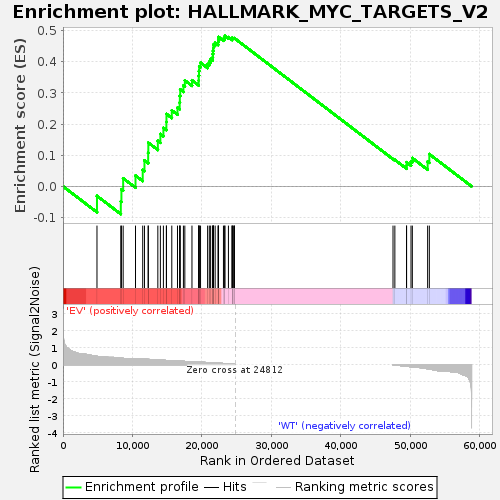 Enrichment plot: HALLMARK_MYC_TARGETS_V2
Enrichment score (ES)
0.5
0.4
0.3
0.2
0.1
0.0
-0.1
Ranked list metric (Signal2Noise)
'EV' (positively correlated)
3
2
1
0
-1
-2
-3
-4
Zero cross at 24812
'WT' (negatively correlated)
0 10,000 20,000 30,000 40,000 50,000 60,000
Rank in Ordered Dataset
Enrichment profile Hits Ranking metric scores